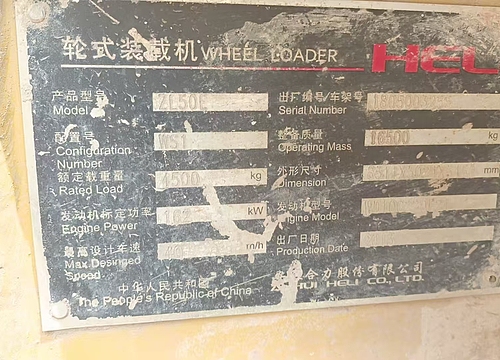 轮式装载机 WHEEL LOADER HEL
产品型号 Model ZL50E
出厂编号/车架号 Serial Number
配置号 Configuration Number
整备质量 Operating Mass 16500 kg
额定载重量 Rated Load 4500 kg
外形尺寸 Dimension mm
发动机标定功率 Engine Power 162 kW
发动机型号 Engine Model
最高设计车速 Max Desinged Speed m/h
出厂日期 Production Date
中华人民共和国 The People's Republic of China
合力股份有限公司 HUI HELI CO., LTD.